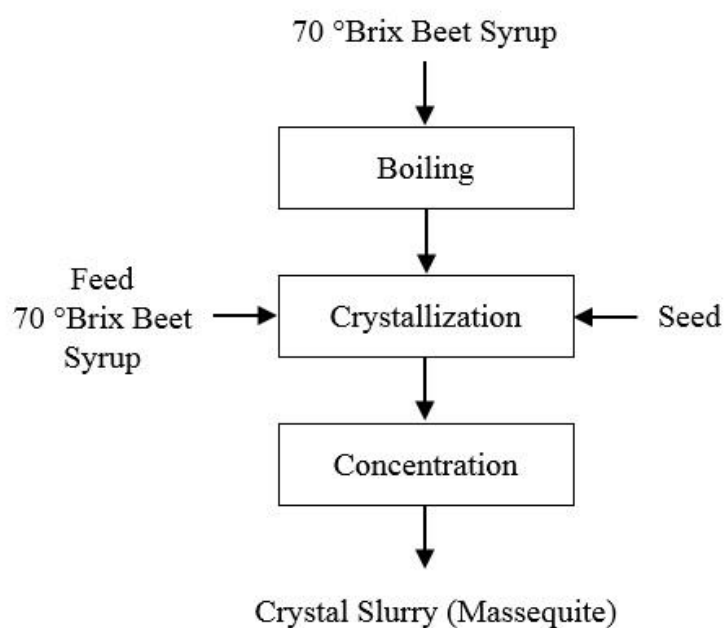 70 °Brix Beet Syrup
Boiling
Feed
70 °Brix Beet
Syrup
Crystallization
Seed
Concentration
Crystal Slurry (Massequite)